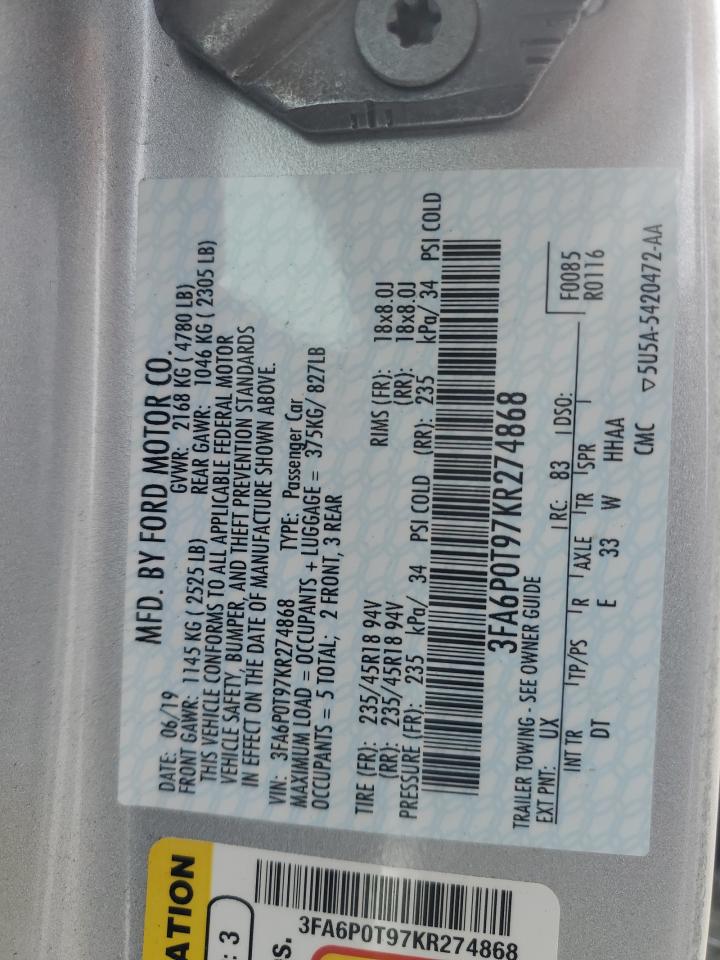 MFD. BY FORD MOTOR CO.
DATE: 06/19 GVWR: 2168 KG ( 4780 LB)
FRONT GAWR: 1145 KG ( 2525 LB) REAR GAWR: 1046 KG ( 2305 LB)
THIS VEHICLE CONFORMS TO ALL APPLICABLE FEDERAL MOTOR
VEHICLE SAFETY, BUMPER, AND THEFT PREVENTION STANDARDS
IN EFFECT ON THE DATE OF MANUFACTURE SHOWN ABOVE.
VIN: 3FA6P0T97KR274868 TYPE: Passenger Car
MAXIMUM LOAD = OCCUPANTS + LUGGAGE = 375KG/ 827LB
OCCUPANTS = 5 TOTAL; 2 FRONT, 3 REAR
TIRE (FR): 235/45R18 94V RIMS (FR): 18x8.0J
(RR): 235/45R18 94V (RR): 18x8.0J
PRESSURE (FR): 235 kPa/ 34 PSI COLD (RR): 235 kPa/ 34 PSI COLD
3FA6P0T97KR274868
TRAILER TOWING - SEE OWNER GUIDE
EXT PNT: UX RC: 83 DSO: F0085
R0116
INT TR TP/PS R AXLE TR SPR
DT E 33 W HHAA
CMC ▽5U5A-5420472-AA
ATION
: 3
NS.
3FA6P0T97KR274868